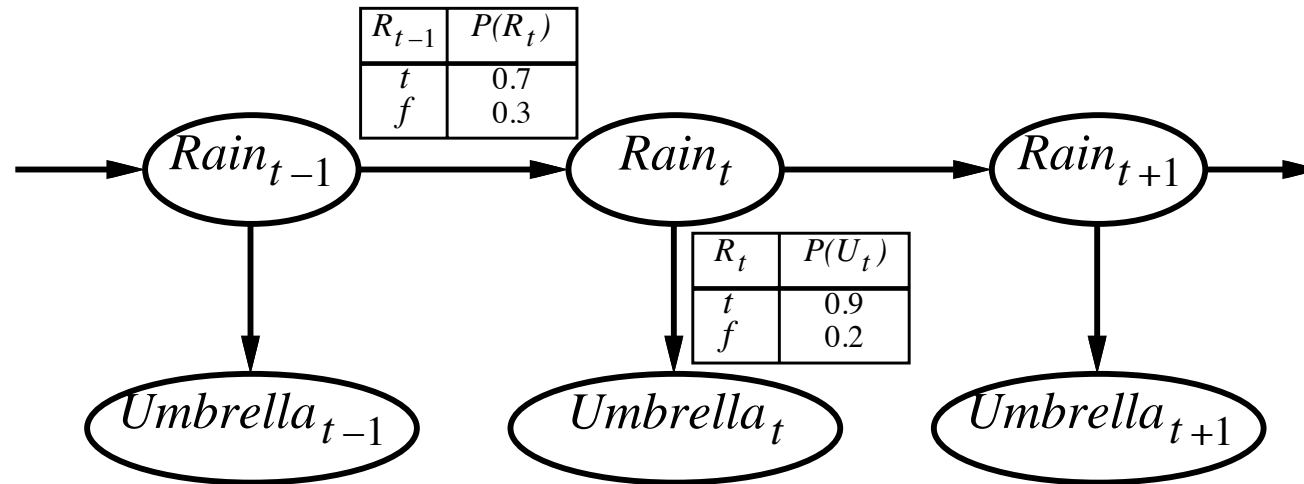 R_{t-1} P(R_t)
t 0.7
f 0.3
Rain_{t-1} Rain_t Rain_{t+1}
R_t P(U_t)
t 0.9
f 0.2
Umbrella_{t-1} Umbrella_t Umbrella_{t+1}